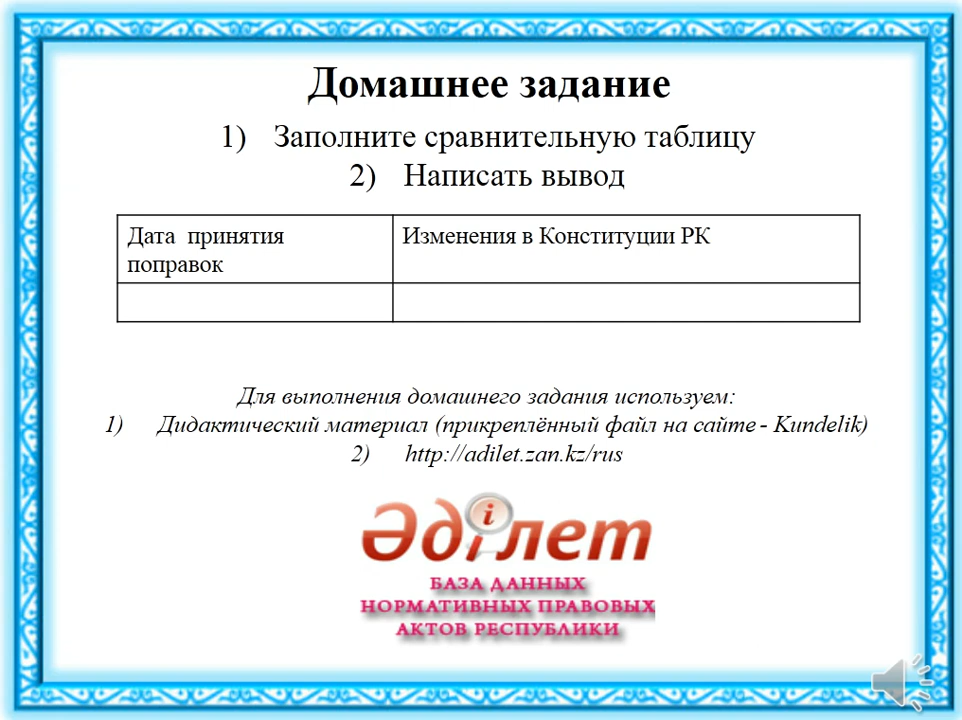 Домашнее задание
1) Заполните сравнительную таблицу
2) Написать вывод
Дата принятия
поправок
Изменения в Конституции РК
Для выполнения домашнего задания используем:
1) Дидактический материал (прикреплённый файл на сайте - Kundelik)
2) http://adilet.zan.kz/rus
Әділет
БАЗА ДАННЫХ
НОРМАТИВНЫХ ПРАВОВЫХ
АКТОВ РЕСПУБЛИКИ